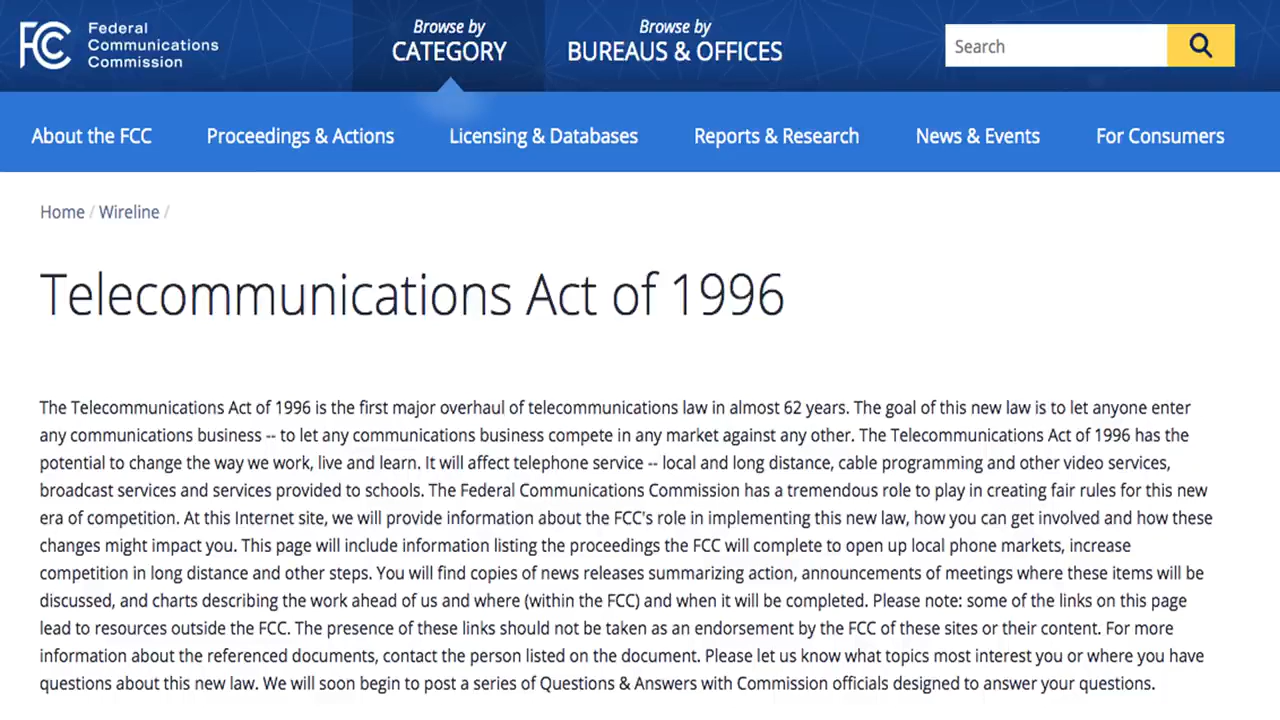 FCC
Federal
Communications
Commission
Browse by
CATEGORY
Browse by
BUREAUS & OFFICES
Search
About the FCC
Proceedings & Actions
Licensing & Databases
Reports & Research
News & Events
For Consumers
Home / Wireline /
Telecommunications Act of 1996
The Telecommunications Act of 1996 is the first major overhaul of telecommunications law in almost 62 years. The goal of this new law is to let anyone enter
any communications business -- to let any communications business compete in any market against any other. The Telecommunications Act of 1996 has the
potential to change the way we work, live and learn. It will affect telephone service -- local and long distance, cable programming and other video services,
broadcast services and services provided to schools. The Federal Communications Commission has a tremendous role to play in creating fair rules for this new
era of competition. At this Internet site, we will provide information about the FCC's role in implementing this new law, how you can get involved and how these
changes might impact you. This page will include information listing the proceedings the FCC will complete to open up local phone markets, increase
competition in long distance and other steps. You will find copies of news releases summarizing action, announcements of meetings where these items will be
discussed, and charts describing the work ahead of us and where (within the FCC) and when it will be completed. Please note: some of the links on this page
lead to resources outside the FCC. The presence of these links should not be taken as an endorsement by the FCC of these sites or their content. For more
information about the referenced documents, contact the person listed on the document. Please let us know what topics most interest you or where you have
questions about this new law. We will soon begin to post a series of Questions & Answers with Commission officials designed to answer your questions.